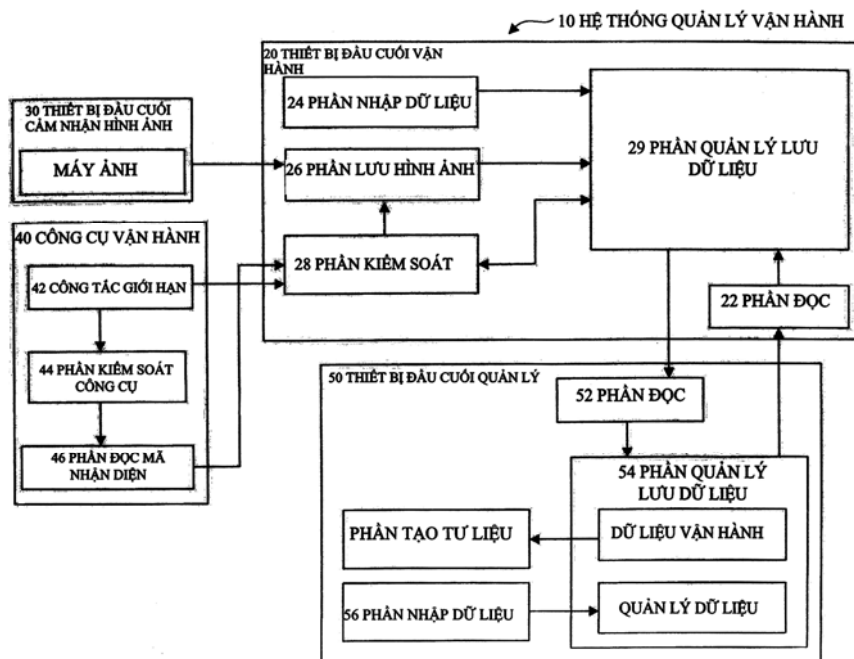 10 HỆ THỐNG QUẢN LÝ VẬN HÀNH
20 THIẾT BỊ ĐẦU CUỐI VẬN
HÀNH
24 PHẦN NHẬP DỮ LIỆU
29 PHẦN QUẢN LÝ LƯU
DỮ LIỆU
30 THIẾT BỊ ĐẦU CUỐI
CẢM NHẬN HÌNH ẢNH
MÁY ẢNH
26 PHẦN LƯU HÌNH ẢNH
40 CÔNG CỤ VẬN HÀNH
28 PHẦN KIỂM SOÁT
42 CÔNG TẮC GIỚI HẠN
22 PHẦN ĐỌC
44 PHẦN KIỂM SOÁT
CÔNG CỤ
46 PHẦN ĐỌC MÃ
NHẬN DIỆN
50 THIẾT BỊ ĐẦU CUỐI QUẢN LÝ
52 PHẦN ĐỌC
54 PHẦN QUẢN LÝ
LƯU DỮ LIỆU
PHẦN TẠO TƯ LIỆU
DỮ LIỆU VẬN HÀNH
56 PHẦN NHẬP DỮ LIỆU
QUẢN LÝ DỮ LIỆU